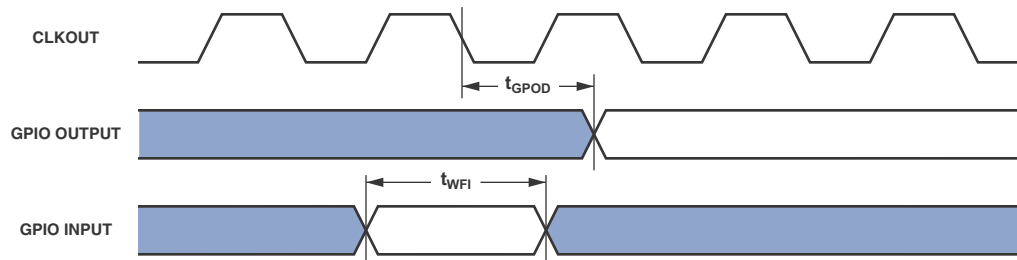 CLKOUT
tGPOD
GPIO OUTPUT
tWFI
GPIO INPUT